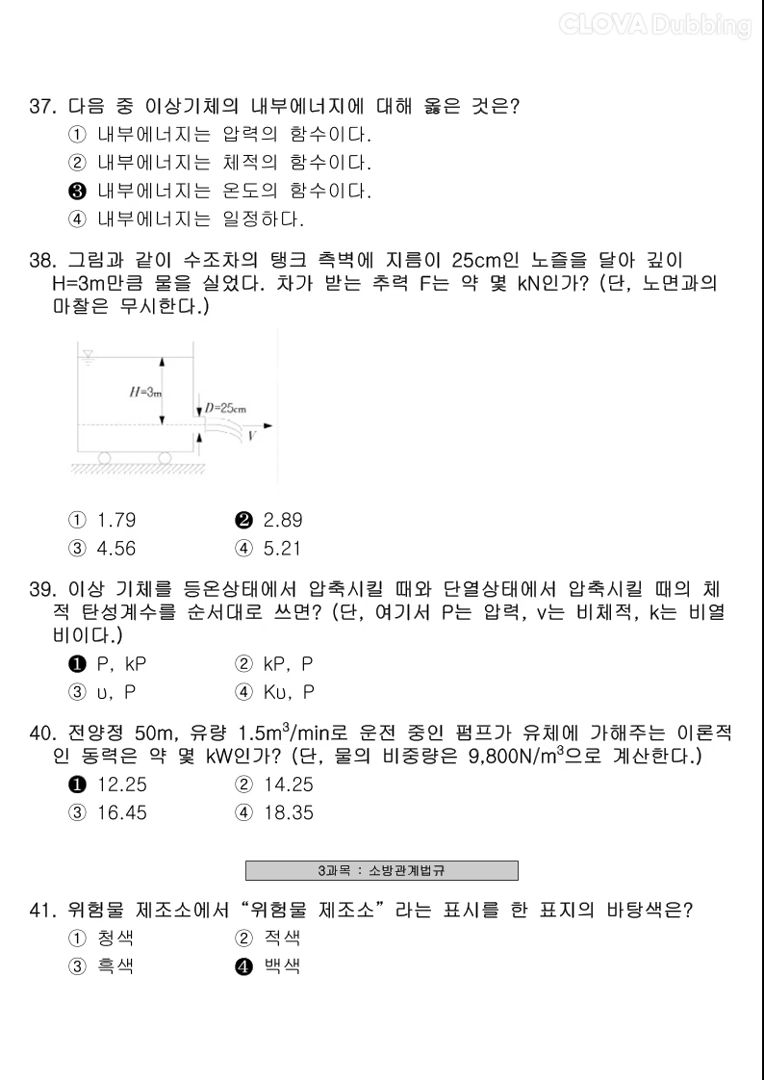 CLOVA Dubbing
37. 다음 중 이상기체의 내부에너지에 대해 옳은 것은?
① 내부에너지는 압력의 함수이다.
② 내부에너지는 체적의 함수이다.
❸ 내부에너지는 온도의 함수이다.
④ 내부에너지는 일정하다.
38. 그림과 같이 수조차의 탱크 측벽에 지름이 25cm인 노즐을 달아 깊이
H=3m만큼 물을 실었다. 차가 받는 추력 F는 약 몇 kN인가? (단, 노면과의
마찰은 무시한다.)
H=3m
D=25cm
V
① 1.79 ❷ 2.89
③ 4.56 ④ 5.21
39. 이상 기체를 등온상태에서 압축시킬 때와 단열상태에서 압축시킬 때의 체
적 탄성계수를 순서대로 쓰면? (단, 여기서 P는 압력, v는 비체적, k는 비열
비이다.)
❶ P, kP ② kP, P
③ υ, P ④ Kυ, P
40. 전양정 50m, 유량 1.5m³/min로 운전 중인 펌프가 유체에 가해주는 이론적
인 동력은 약 몇 kW인가? (단, 물의 비중량은 9,800N/m³으로 계산한다.)
❶ 12.25 ② 14.25
③ 16.45 ④ 18.35
3과목 : 소방관계법규
41. 위험물 제조소에서 “위험물 제조소” 라는 표시를 한 표지의 바탕색은?
① 청색 ② 적색
③ 흑색 ❹ 백색